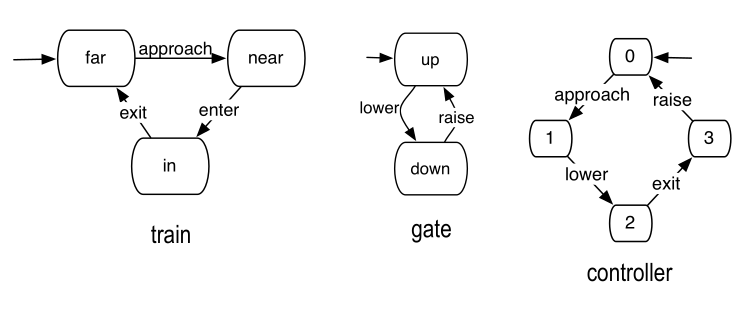 far
approach
near
exit
enter
in
train
up
lower
raise
down
gate
0
approach
raise
1
3
lower
exit
2
controller